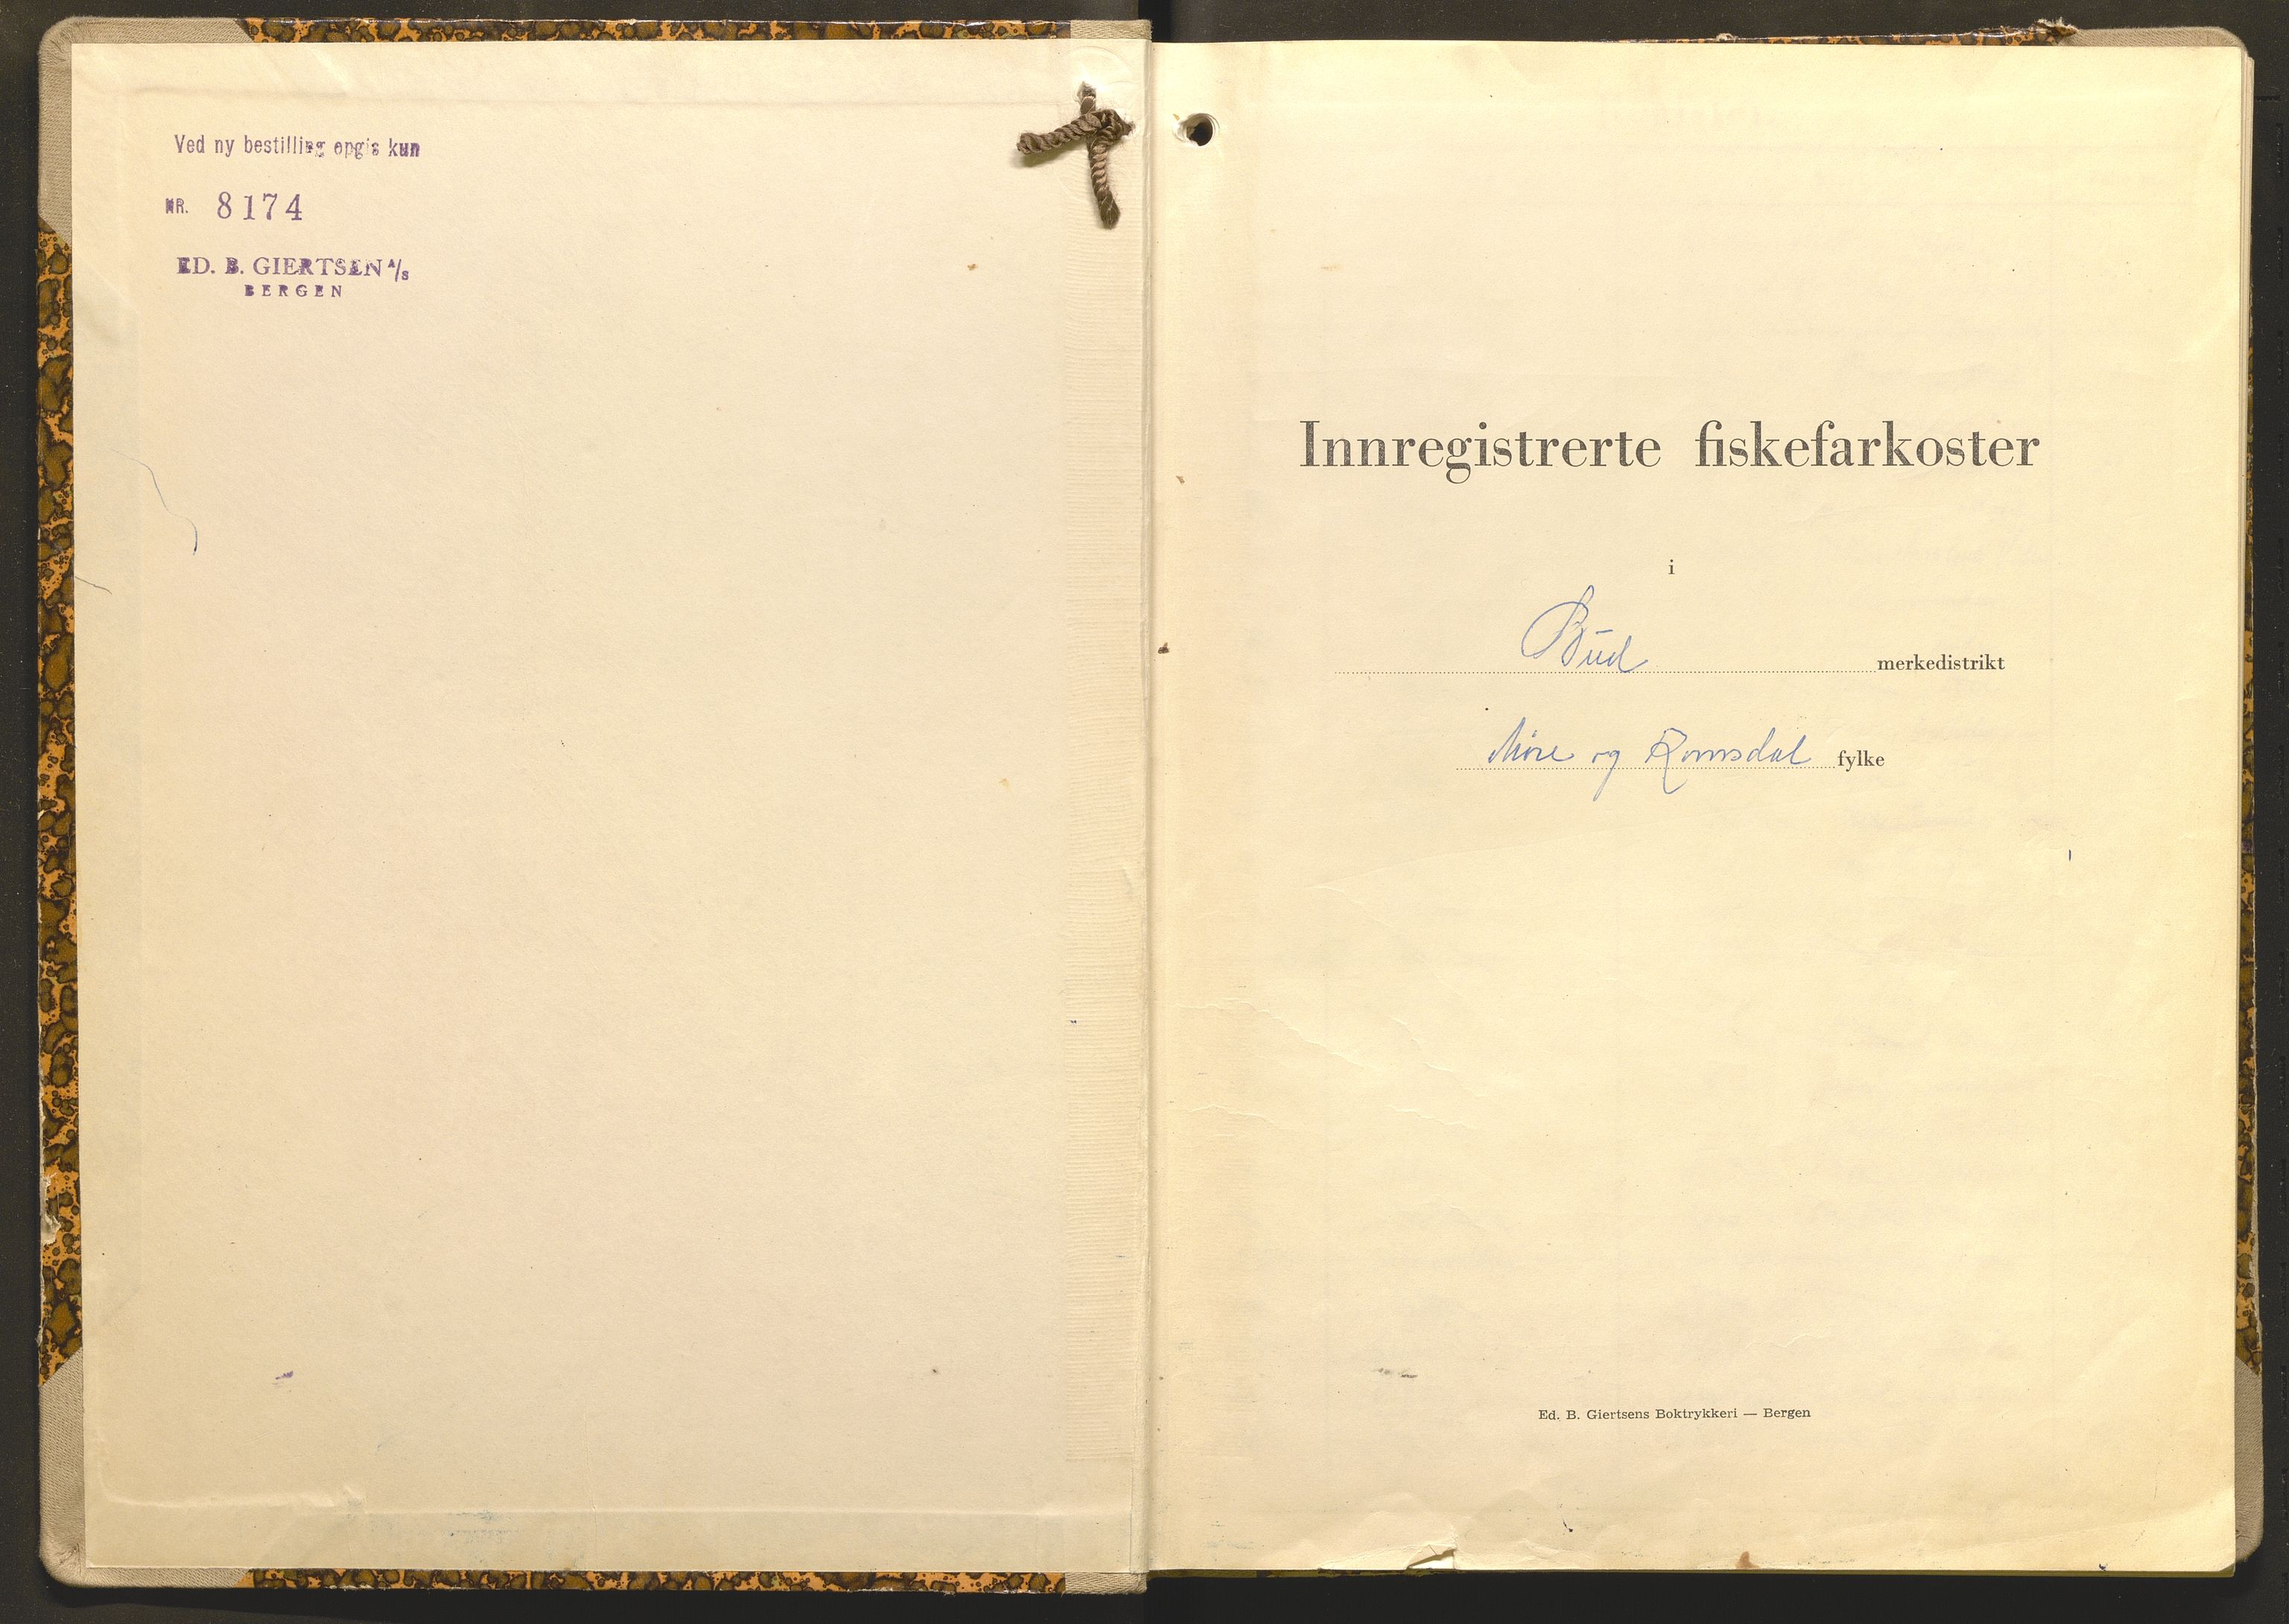 Ved ny bestilling opgis kun
NR. 8174
ED. B. GIERTSEN A/S
BERGEN
Innregistrerte fiskefarkoster
i
Bud merkedistrikt
Møre og Romsdal fylke
Ed. B. Giertsens Boktrykkeri — Bergen